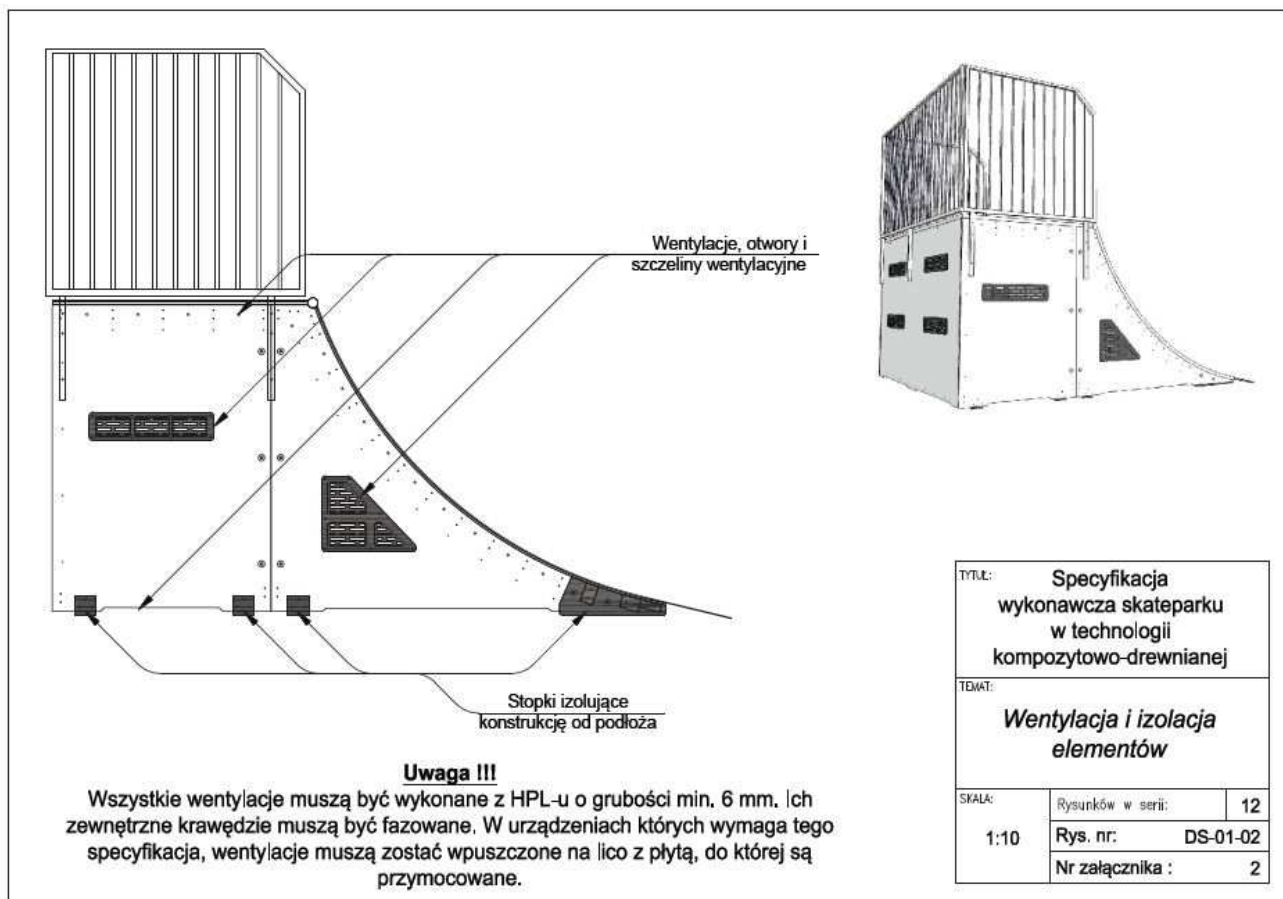 Wentylacje, otwory i
szczeliny wentylacyjne
Stopki izolujące
konstrukcję od podłoża
Uwaga !!!
Wszystkie wentylacje muszą być wykonane z HPL-u o grubości min. 6 mm. Ich
zewnętrzne krawędzie muszą być fazowane. W urządzeniach których wymaga tego
specyfikacja, wentylacje muszą zostać wpuszczone na lico z płytą, do której są
przymocowane.
TYTUŁ:
Specyfikacja
wykonawcza skateparku
w technologii
kompozytowo-drewnianej
TEMAT:
Wentylacja i izolacja
elementów
SKALA:
1:10
Rysunków w serii: 12
Rys. nr: DS-01-02
Nr załącznika : 2